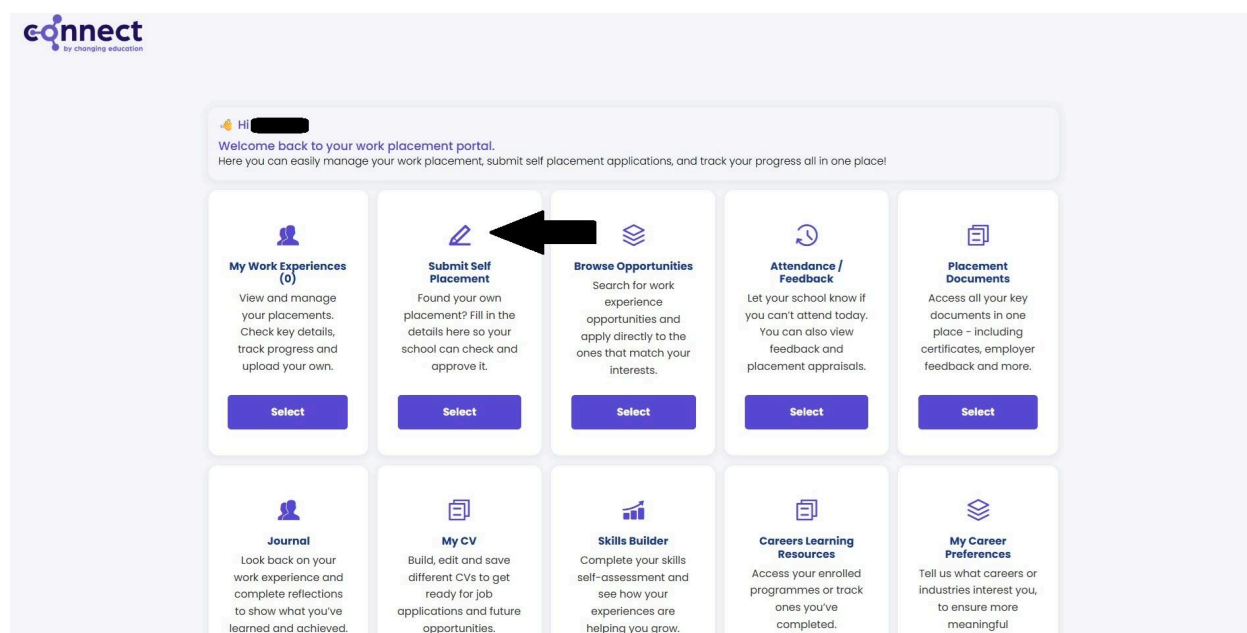 connect
by changing education
Hi
Welcome back to your work placement portal.
Here you can easily manage your work placement, submit self placement applications, and track your progress all in one place!
My Work Experiences
(0)
View and manage
your placements.
Check key details,
track progress and
upload your own.
Select
Submit Self
Placement
Found your own
placement? Fill in the
details here so your
school can check and
approve it.
Select
Browse Opportunities
Search for work
experience
opportunities and
apply directly to the
ones that match your
interests.
Select
Attendance /
Feedback
Let your school know if
you can't attend today.
You can also view
feedback and
placement appraisals.
Select
Placement
Documents
Access all your key
documents in one
place - including
certificates, employer
feedback and more.
Select
Journal
Look back on your
work experience and
complete reflections
to show what you've
learned and achieved.
My CV
Build, edit and save
different CVs to get
ready for job
applications and future
opportunities.
Skills Builder
Complete your skills
self-assessment and
see how your
experiences are
helping you grow.
Careers Learning
Resources
Access your enrolled
programmes or track
ones you've
completed.
My Career
Preferences
Tell us what careers or
industries interest you,
to ensure more
meaningful